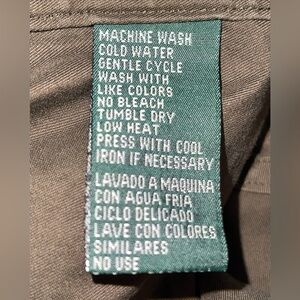 MACHINE WASH
COLD WATER
GENTLE CYCLE
WASH WITH
LIKE COLORS
NO BLEACH
TUMBLE DRY
LOW HEAT
PRESS WITH COOL
IRON IF NECESSARY
LAVADO A MAQUINA
CON AGUA FRIA
CICLO DELICADO
LAVE CON COLORES
SIMILARES
NO USE